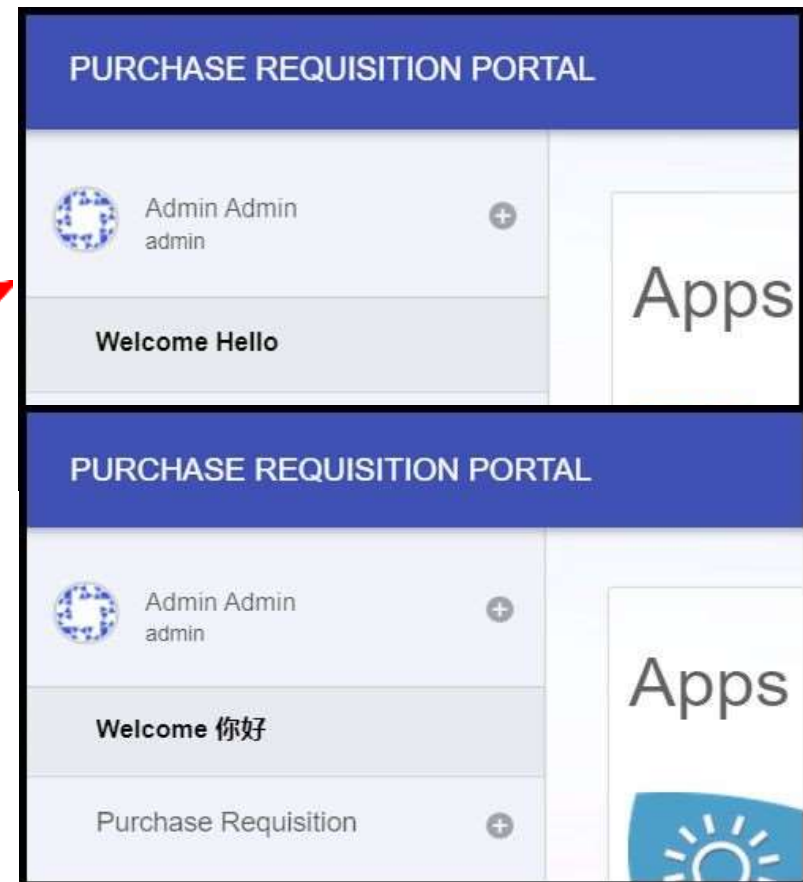 PURCHASE REQUISITION PORTAL
Admin Admin
admin
Apps
Welcome Hello
PURCHASE REQUISITION PORTAL
Admin Admin
admin
Apps
Welcome 你好
Purchase Requisition